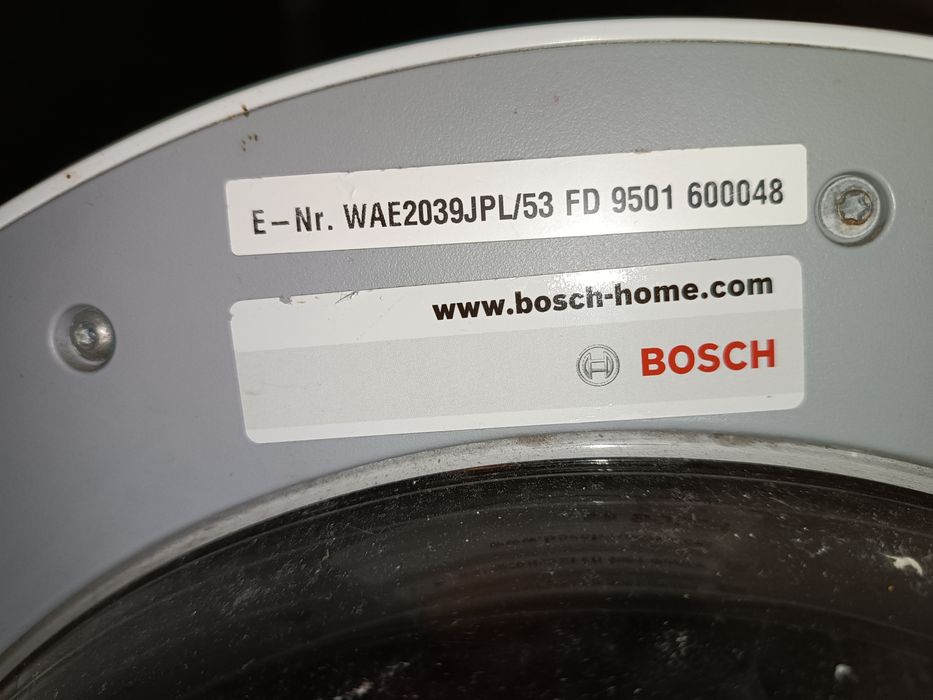 E-Nr. WAE2039JPL/53 FD 9501 600048
www.bosch-home.com
BOSCH